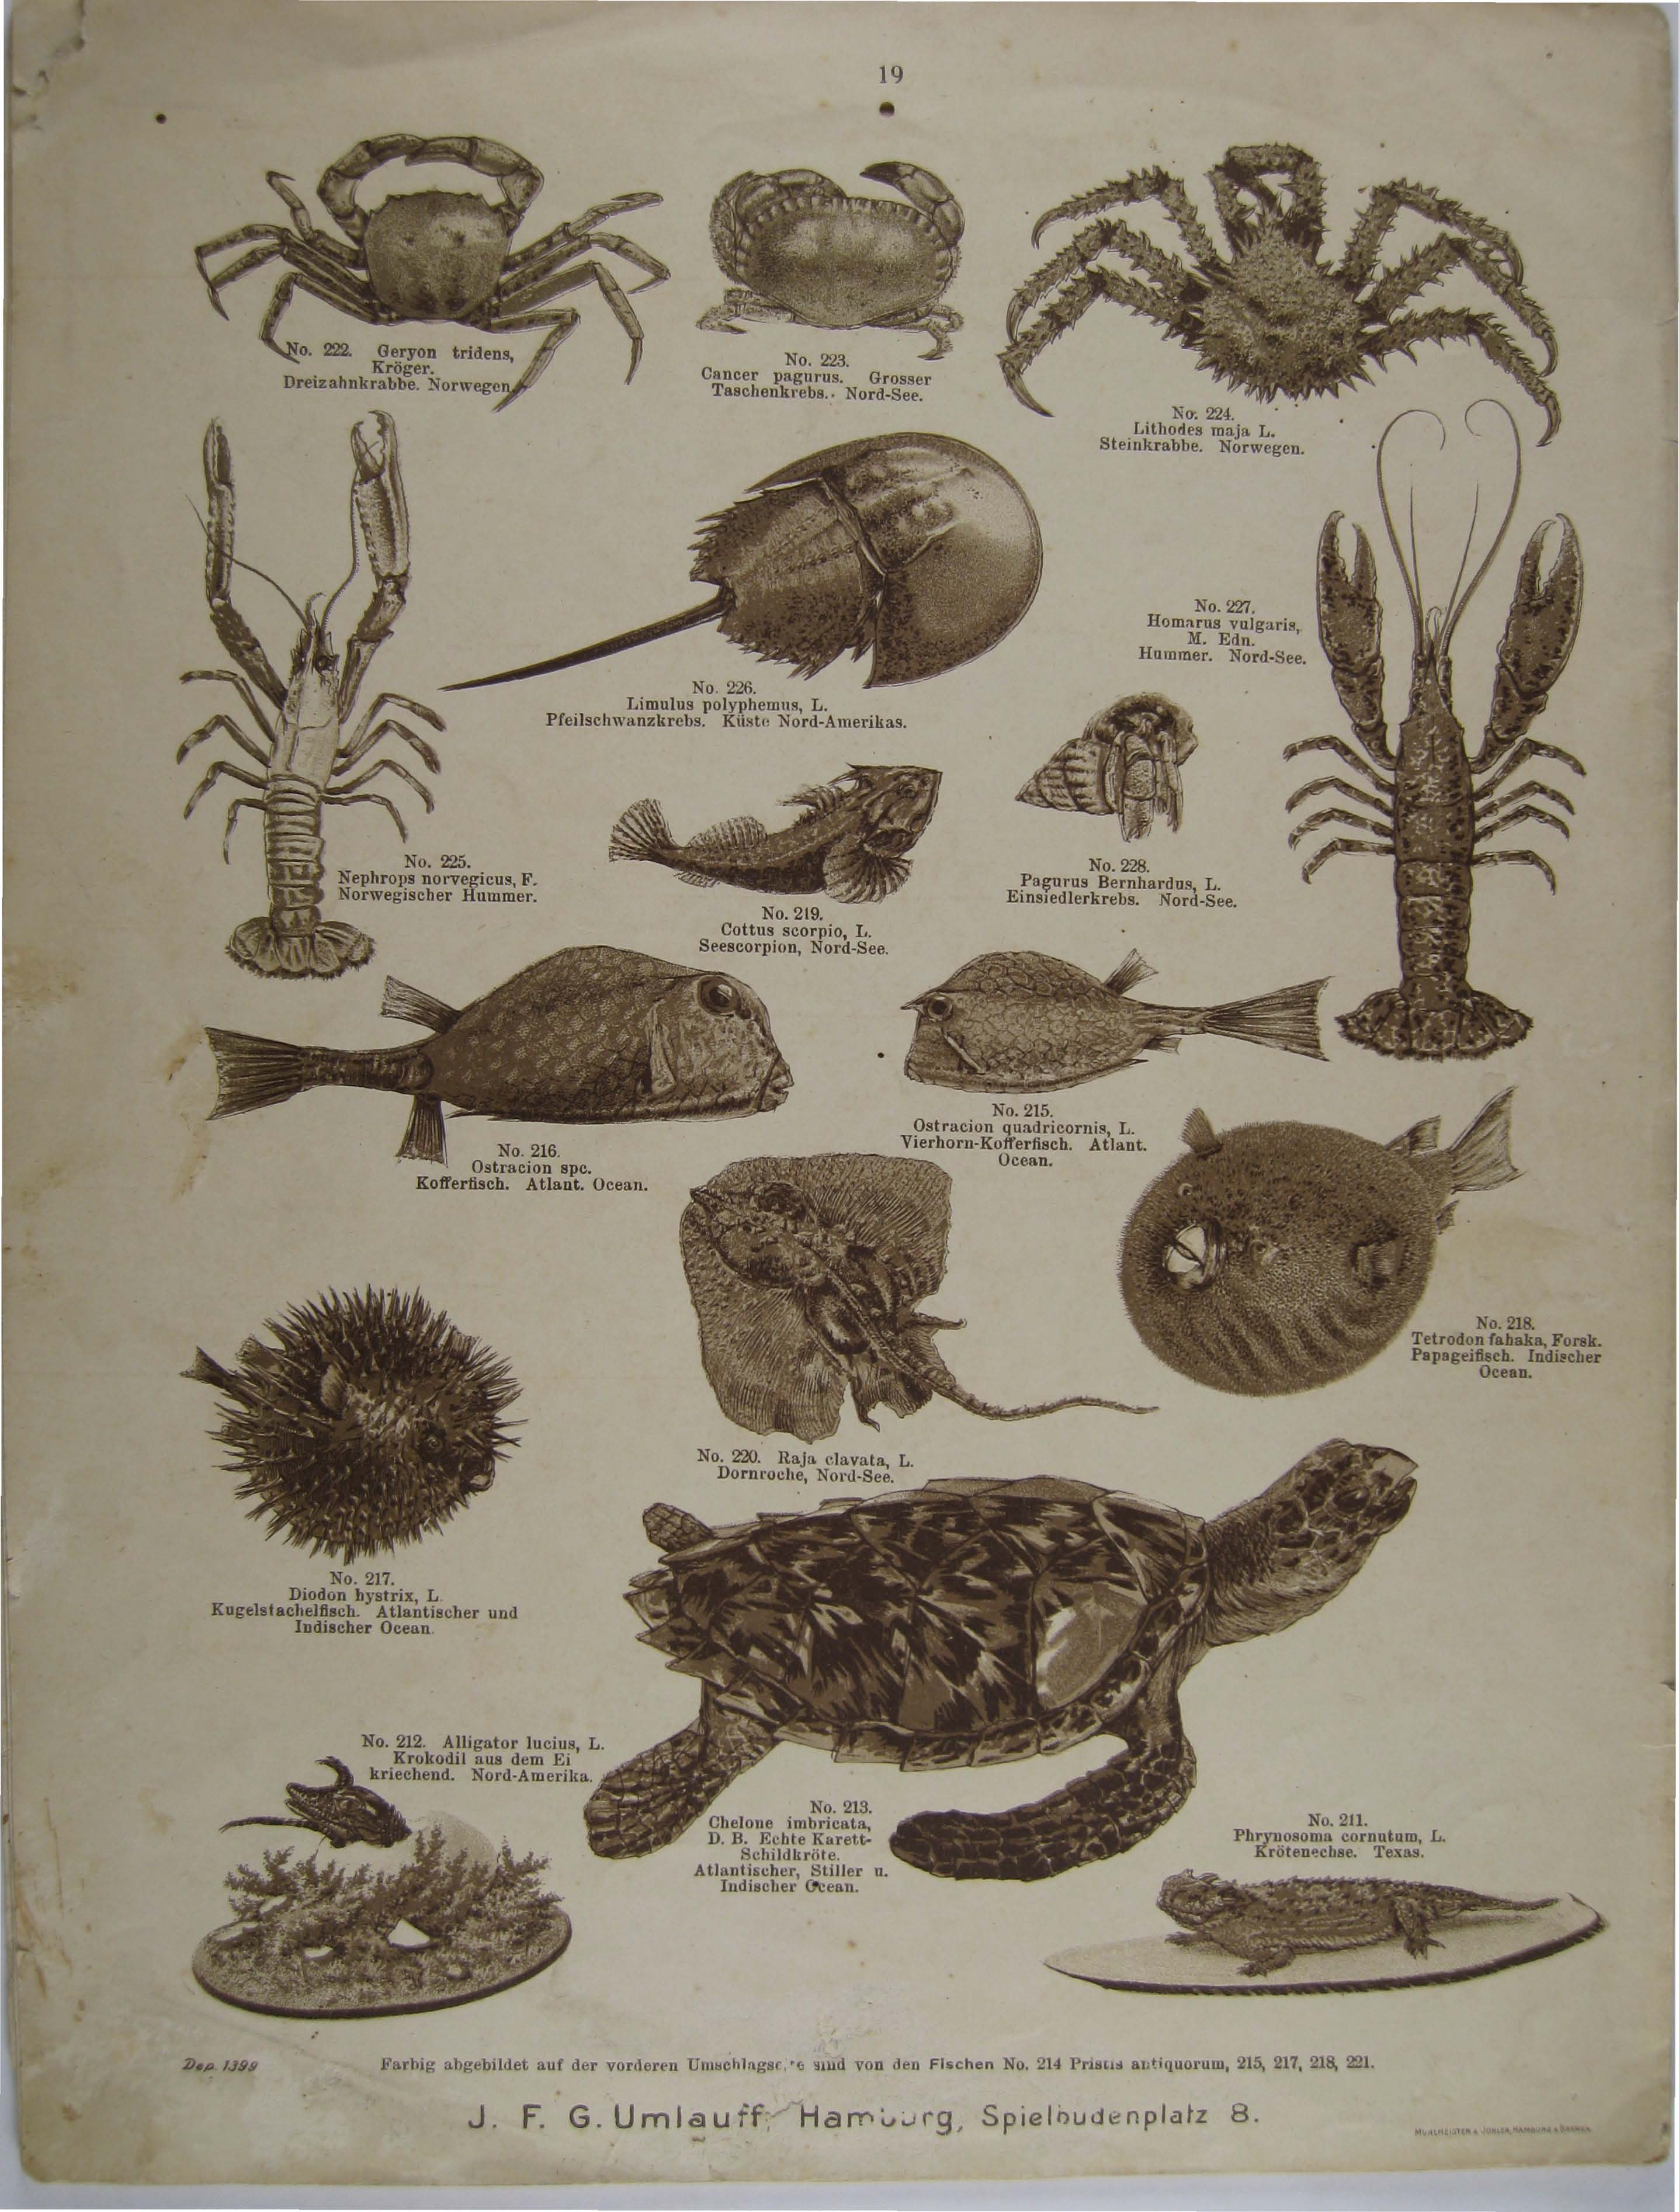 19
No. 222. Geryon tridens,
Kröger.
Dreizahnkrabbe. Norwegen.
No. 223.
Cancer pagurus. Grosser
Taschenkrebs. Nord-See.
No. 224.
Lithodes maja L.
Steinkrabbe. Norwegen.
No. 227.
Homarus vulgaris,
M. Edn.
Hummer. Nord-See.
No. 226.
Limulus polyphemus, L.
Pfeilschwanzkrebs. Küste Nord-Amerikas.
No. 225.
Nephrops norvegicus, F.
Norwegischer Hummer.
No. 219.
Cottus scorpio, L.
Seescorpion, Nord-See.
No. 228.
Pagurus Bernhardus, L.
Einsiedlerkrebs. Nord-See.
No. 216.
Ostracion spc.
Kofferfisch. Atlant. Ocean.
No. 215.
Ostracion quadricornis, L.
Vierhorn-Kofferfisch. Atlant.
Ocean.
No. 218.
Tetrodon fahaka, Forsk.
Papageifisch. Indischer
Ocean.
No. 220. Raja clavata, L.
Dornroche, Nord-See.
No. 217.
Diodon hystrix, L.
Kugelstachelfisch. Atlantischer und
Indischer Ocean.
No. 212. Alligator lucius, L.
Krokodil aus dem Ei
kriechend. Nord-Amerika.
No. 213.
Chelone imbricata,
D. B. Echte Karett-
Schildkröte.
Atlantischer, Stiller u.
Indischer Ocean.
No. 211.
Phrynosoma cornutum, L.
Krötenechse. Texas.
Dep. 1399
Farbig abgebildet auf der vorderen Umschlagseite sind von den Fischen No. 214 Pristis antiquorum, 215, 217, 218, 221.
J. F. G. Umlauff, Hamburg, Spielbudenplatz 8.
HAMBURG & BREMEN